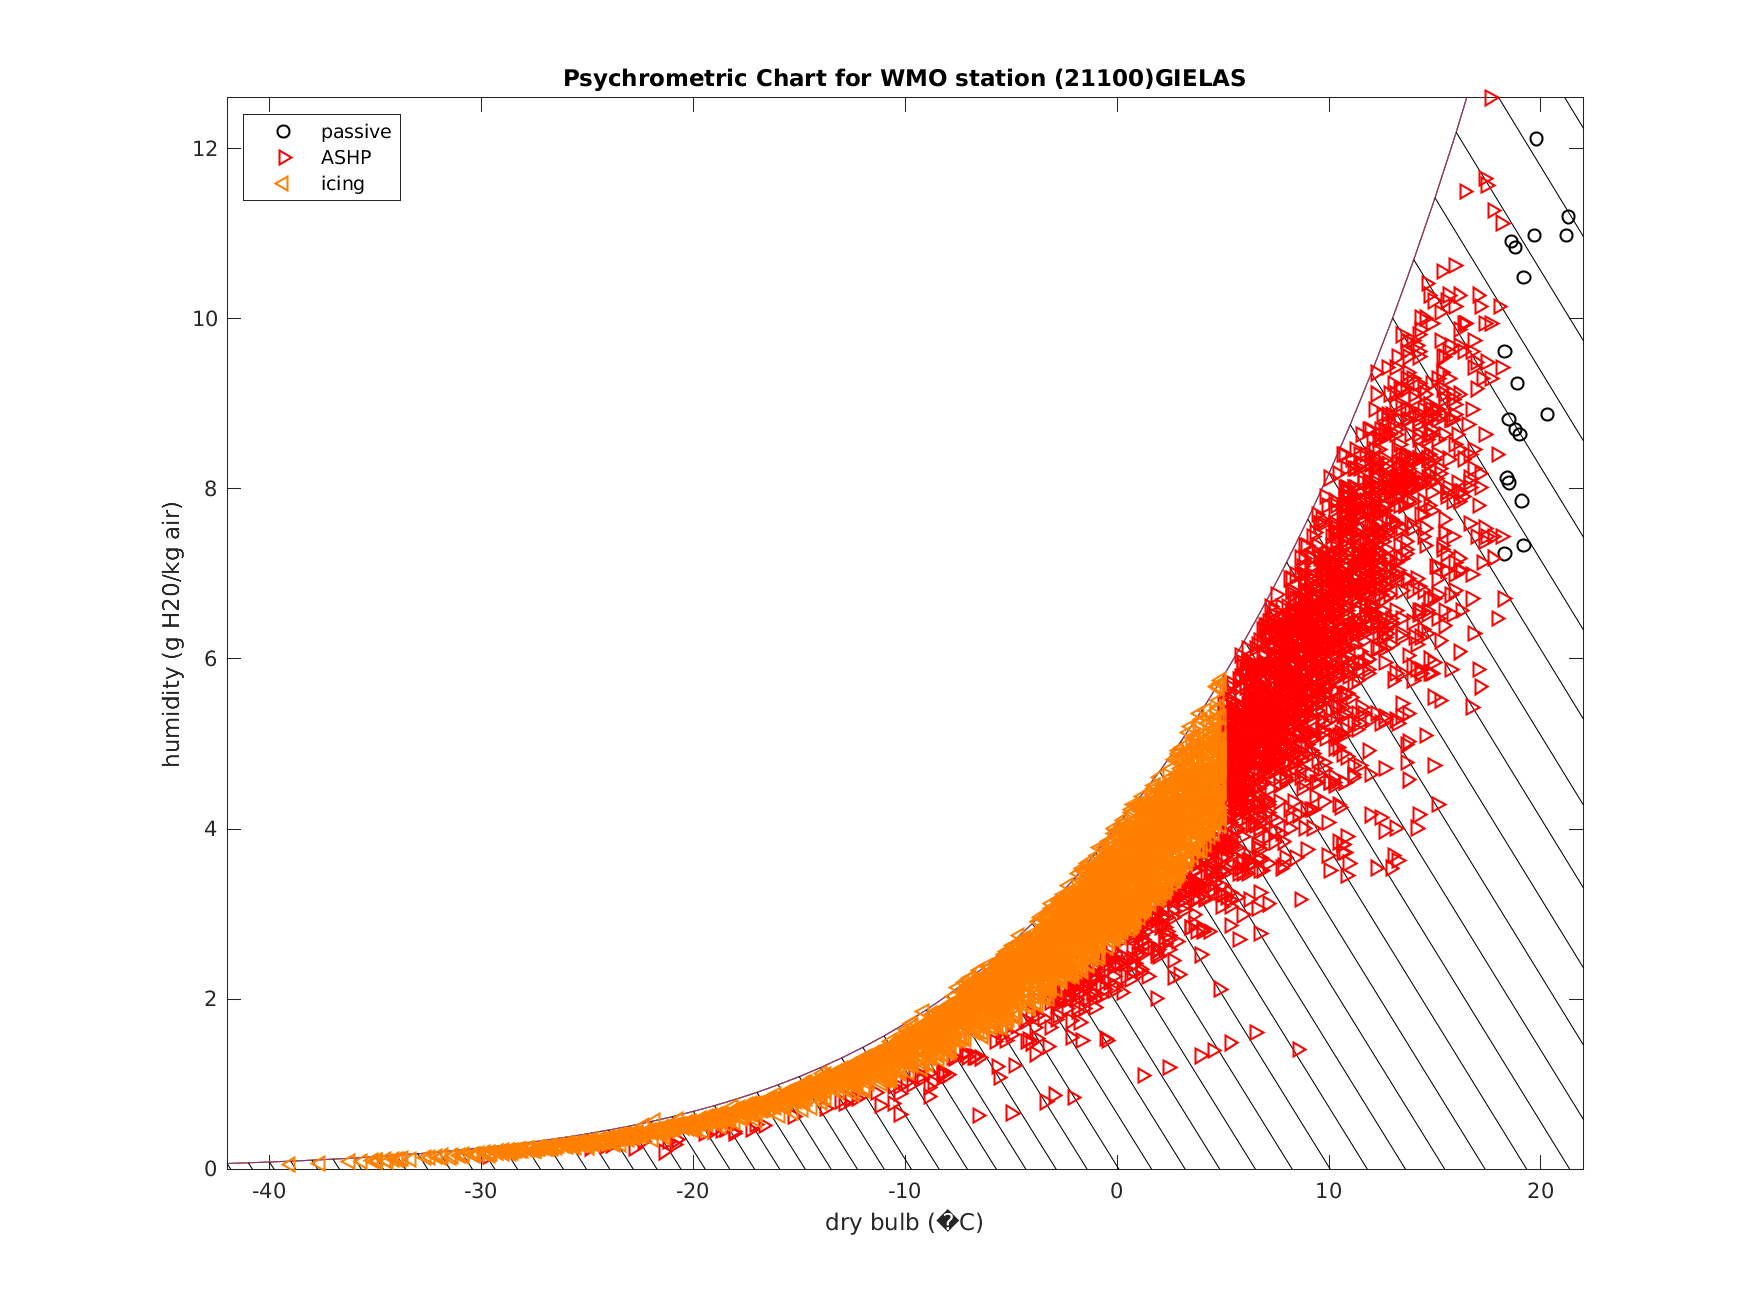 Psychrometric Chart for WMO station (21100)GIELAS
passive
ASHP
icing
12
10
8
6
4
2
0
humidity (g H20/kg air)
-40 -30 -20 -10 0 10 20
dry bulb (�C)